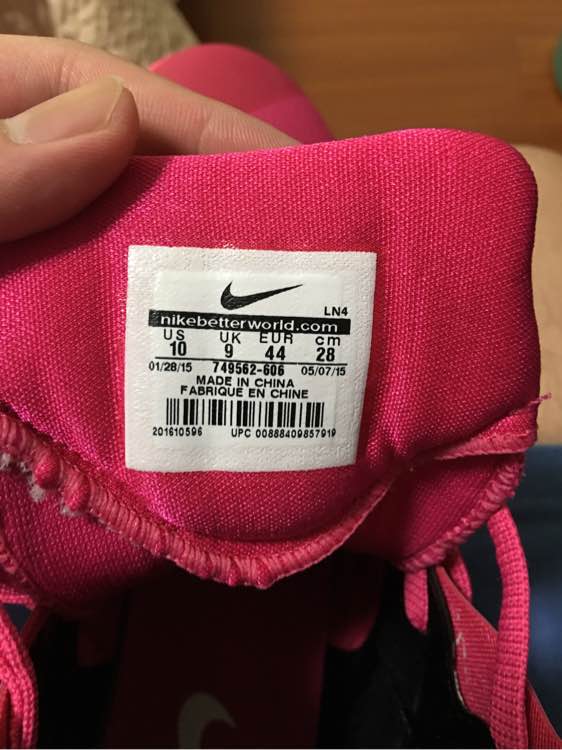 LN4
nikebetterworld.com
US UK EUR cm
10 9 44 28
01/28/15 749562-606 05/07/15
MADE IN CHINA
FABRIQUE EN CHINE
201610596 UPC 00888409857919